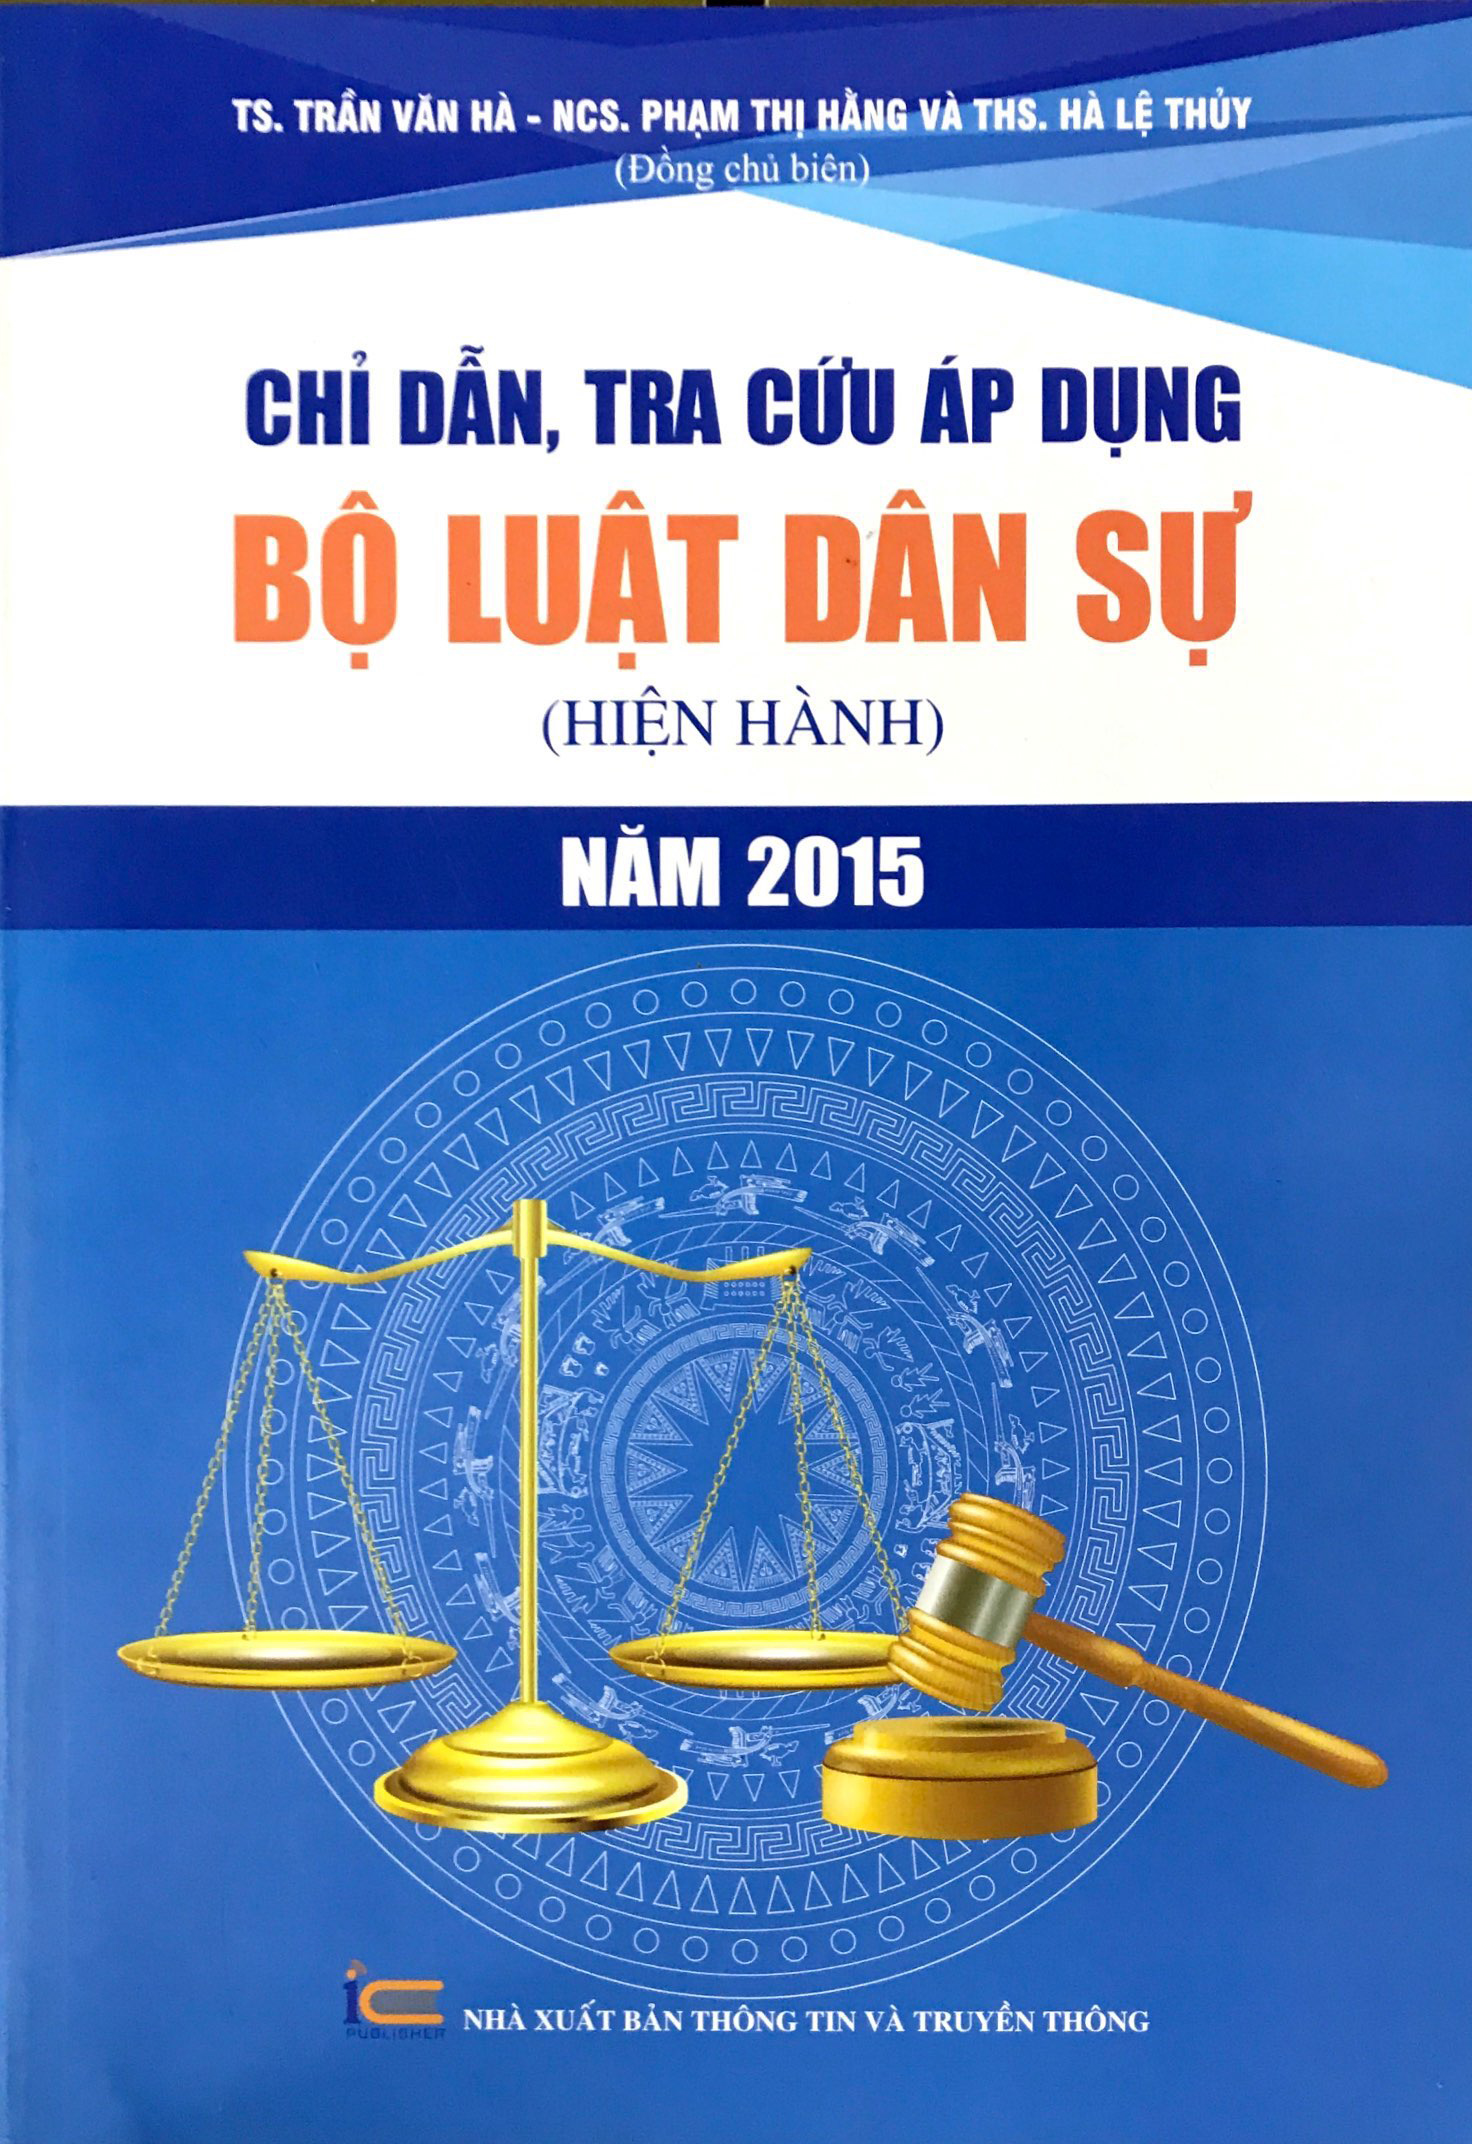 TS. TRẦN VĂN HÀ - NCS. PHẠM THỊ HẰNG VÀ THS. HÀ LỆ THỦY
(Đồng chủ biên)
CHỈ DẪN, TRA CỨU ÁP DỤNG
BỘ LUẬT DÂN SỰ
(HIỆN HÀNH)
NĂM 2015
iC
PUBLISHER
NHÀ XUẤT BẢN THÔNG TIN VÀ TRUYỀN THÔNG